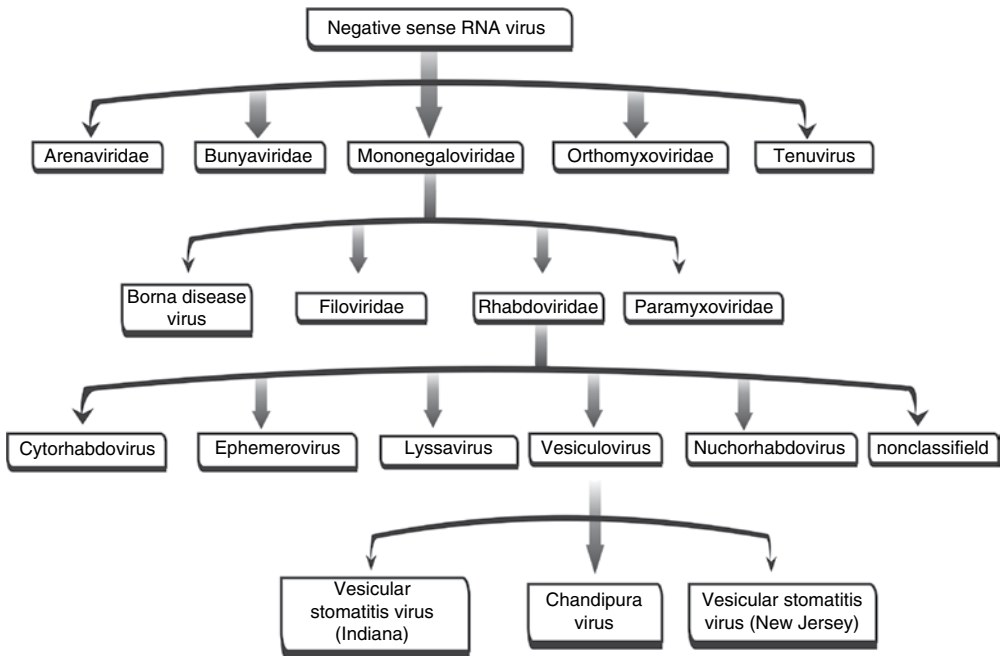 Negative sense RNA virus
Arenaviridae
Bunyaviridae
Mononegaloviridae
Orthomyxoviridae
Tenuvirus
Borna disease
virus
Filoviridae
Rhabdoviridae
Paramyxoviridae
Cytorhabdovirus
Ephemerovirus
Lyssavirus
Vesiculovirus
Nuchorhabdovirus
nonclassifield
Vesicular
stomatitis virus
(Indiana)
Chandipura
virus
Vesicular stomatitis
virus (New Jersey)